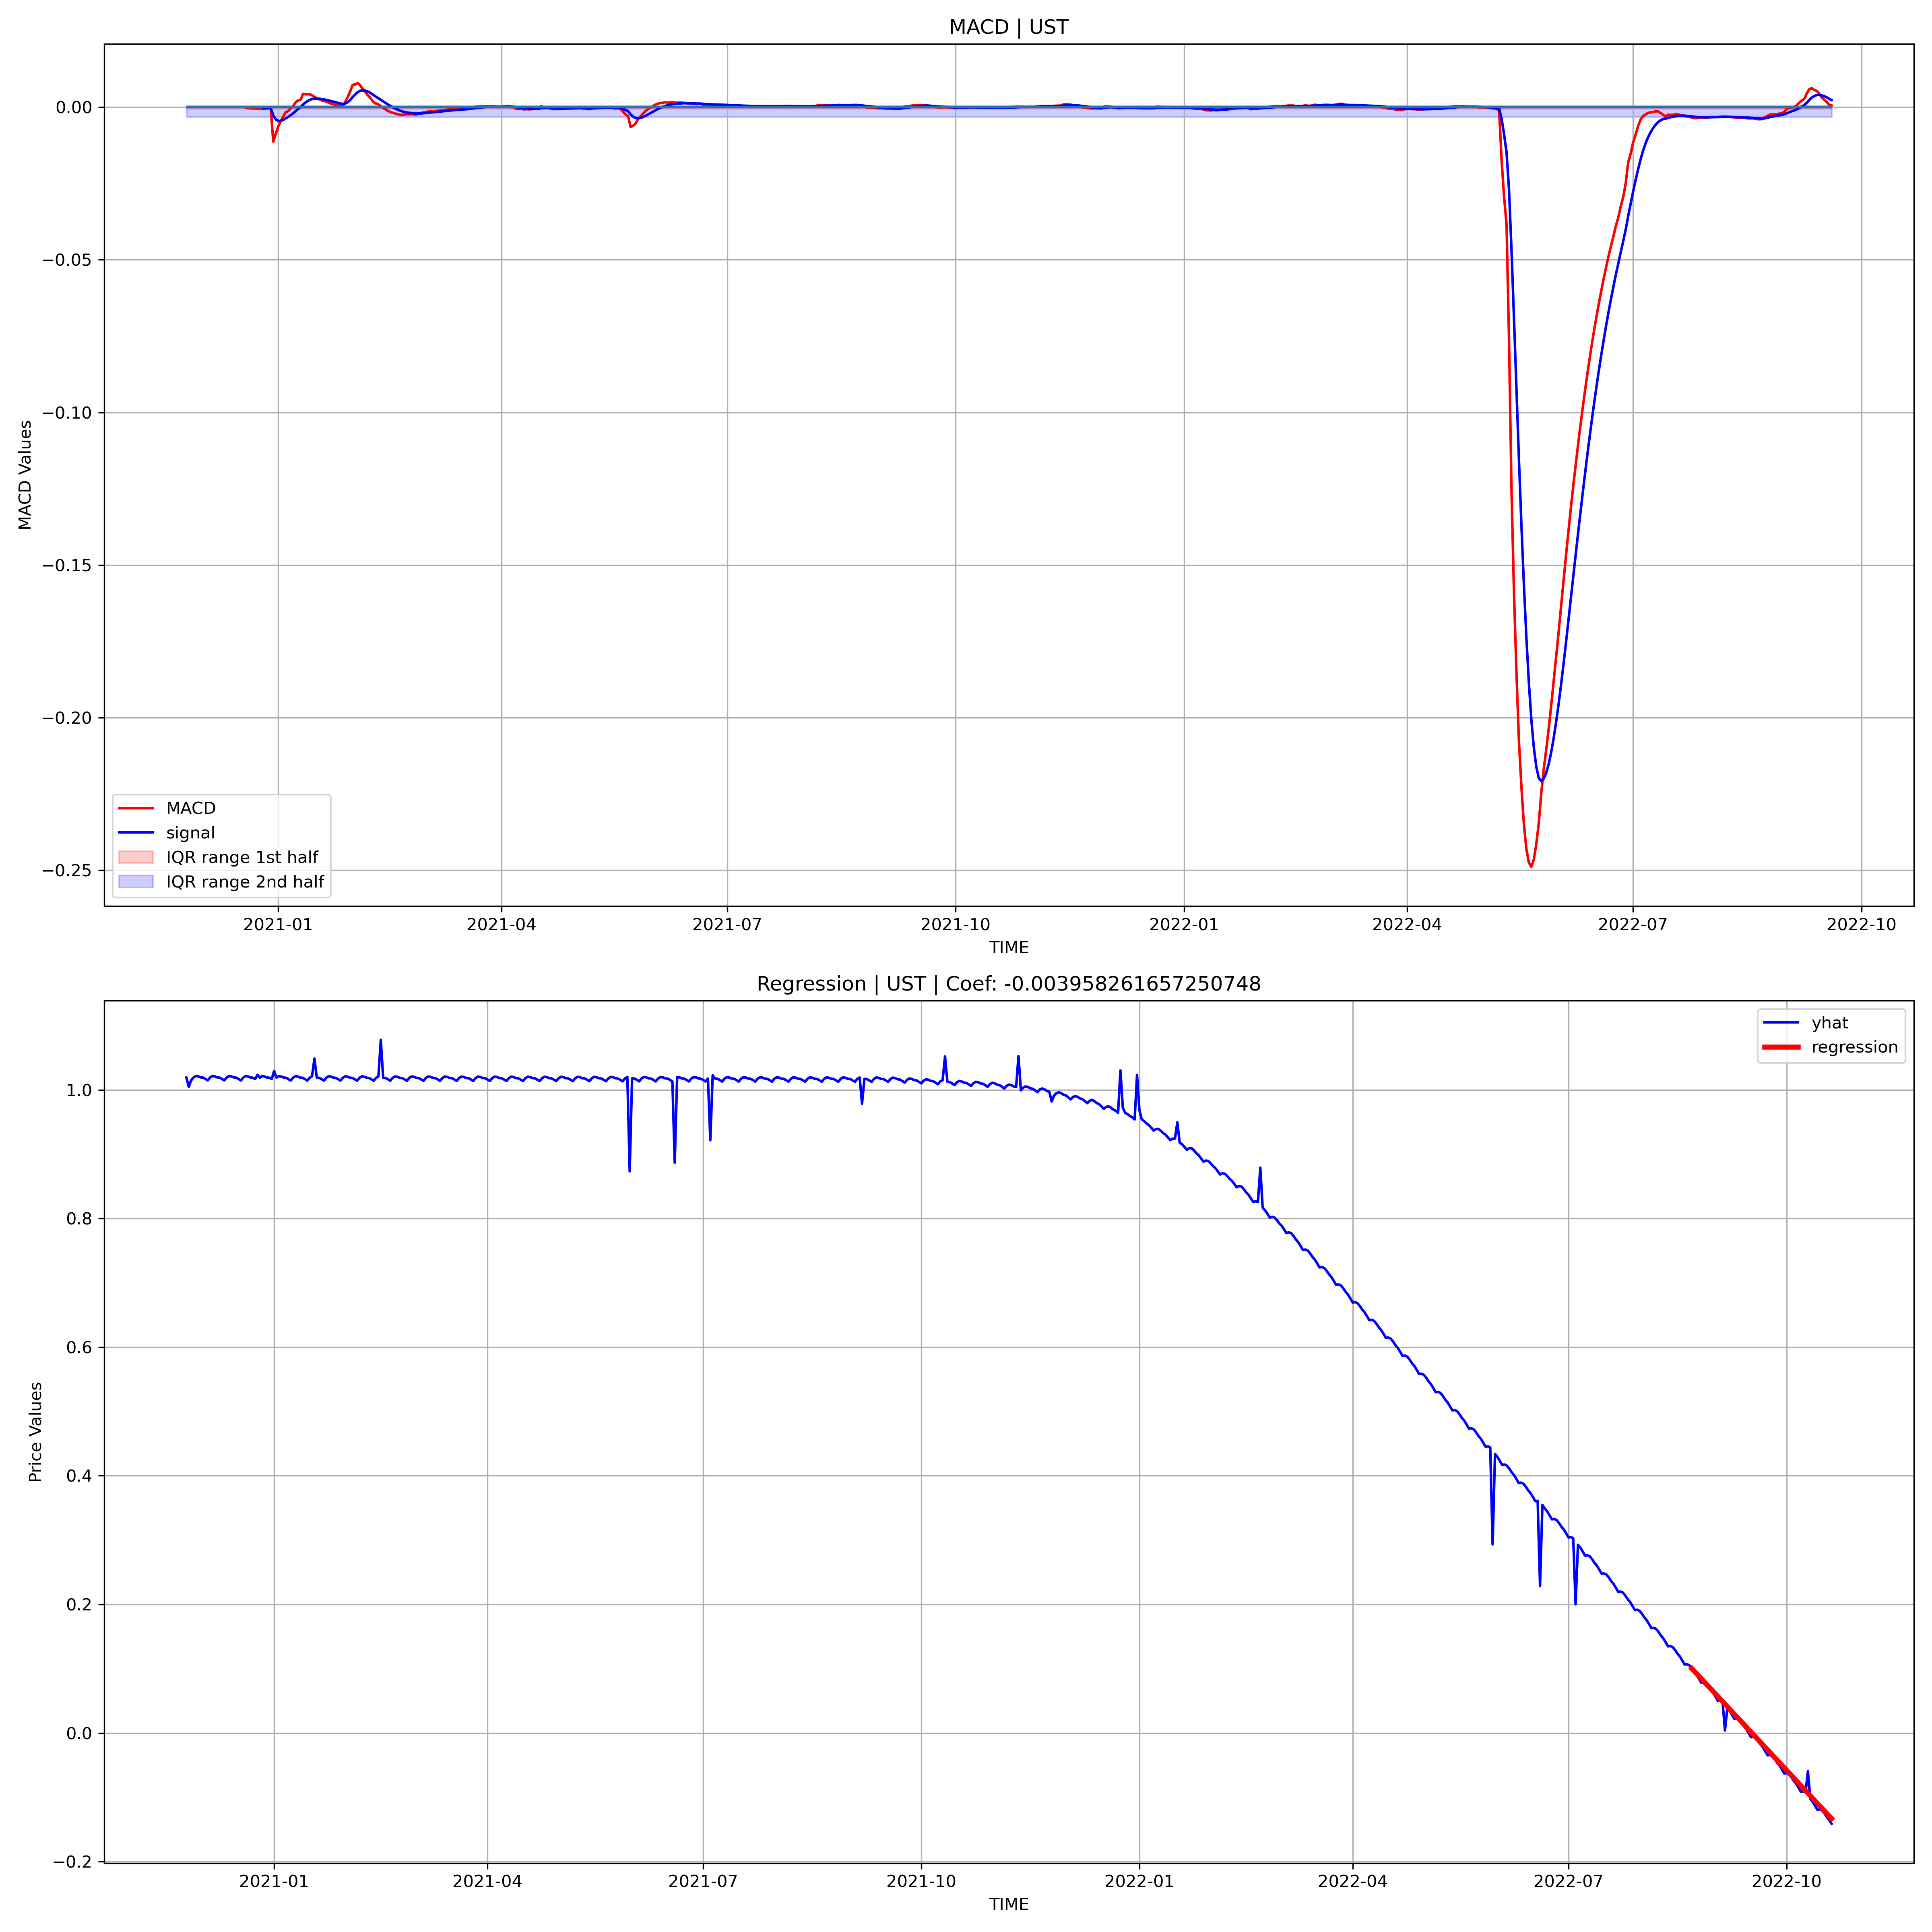 MACD | UST
0.00
−0.05
−0.10
−0.15
−0.20
−0.25
MACD Values
MACD
signal
IQR range 1st half
IQR range 2nd half
2021-01 2021-04 2021-07 2021-10 2022-01 2022-04 2022-07 2022-10
TIME
Regression | UST | Coef: -0.003958261657250748
yhat
regression
1.0
0.8
0.6
0.4
0.2
0.0
−0.2
Price Values
2021-01 2021-04 2021-07 2021-10 2022-01 2022-04 2022-07 2022-10
TIME